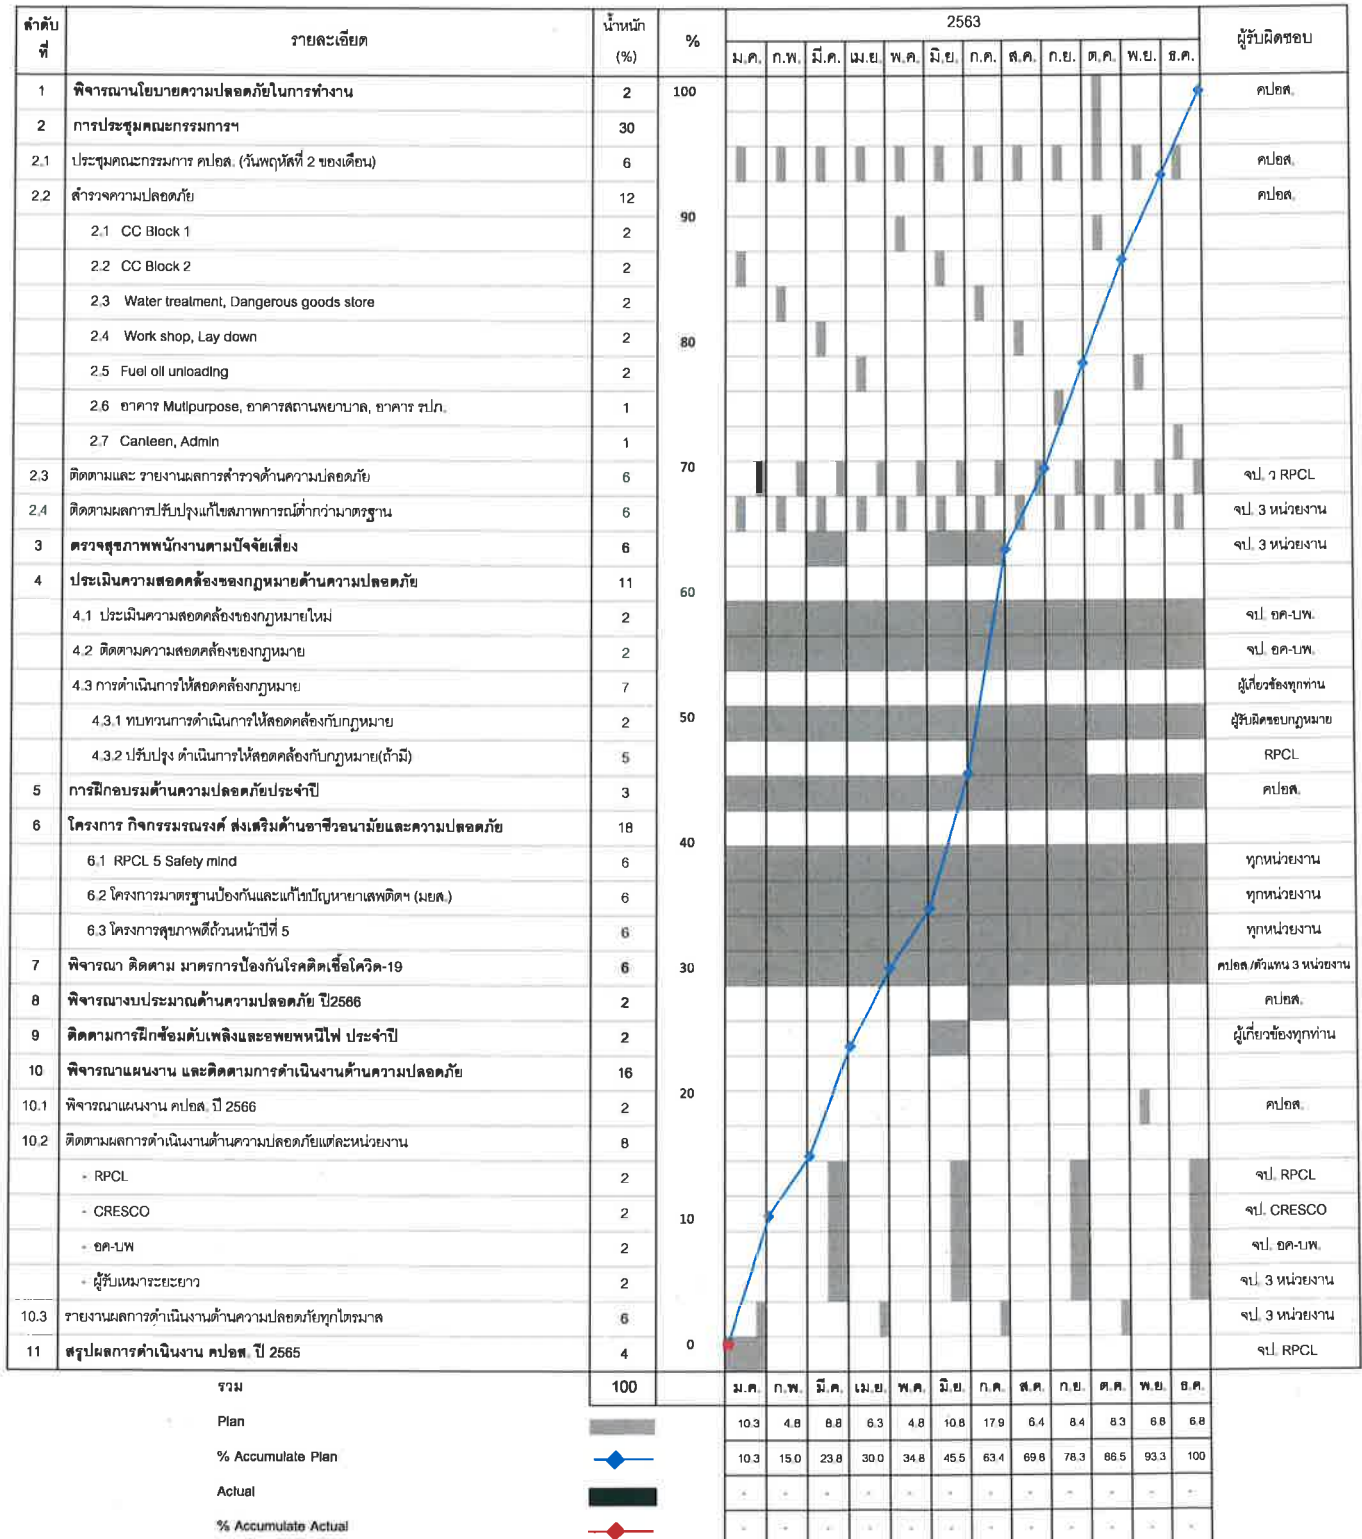 ลำดับที่ รายละเอียด น้ำหนัก (%) % 2563 ผู้รับผิดชอบ
ม.ค. ก.พ. มี.ค. เม.ย. พ.ค. มิ.ย. ก.ค. ส.ค. ก.ย. ต.ค. พ.ย. ธ.ค.
1 พิจารณานโยบายความปลอดภัยในการทำงาน 2 100 คปอส.
2 การประชุมคณะกรรมการฯ 30
2.1 ประชุมคณะกรรมการ คปอส. (วันพฤหัสที่ 2 ของเดือน) 6 คปอส.
2.2 สำรวจความปลอดภัย 12 คปอส.
90
2.1 CC Block 1 2
2.2 CC Block 2 2
2.3 Water treatment, Dangerous goods store 2
2.4 Work shop, Lay down 2 80
2.5 Fuel oil unloading 2
2.6 อาคาร Mutipurpose, อาคารสถานพยาบาล, อาคาร รปภ. 1
2.7 Canteen, Admin 1
2.3 ติดตามและ รายงานผลการสำรวจด้านความปลอดภัย 6 70 จป. ว RPCL
2.4 ติดตามผลการปรับปรุงแก้ไขสภาพการณ์ต่ำกว่ามาตรฐาน 6 จป. 3 หน่วยงาน
3 ตรวจสุขภาพพนักงานตามปัจจัยเสี่ยง 6 จป. 3 หน่วยงาน
4 ประเมินความสอดคล้องของกฎหมายด้านความปลอดภัย 11
60
4.1 ประเมินความสอดคล้องของกฎหมายใหม่ 2 จป. อค-บพ.
4.2 ติดตามความสอดคล้องของกฎหมาย 2 จป. อค-บพ.
4.3 การดำเนินการให้สอดคล้องกฎหมาย 7 ผู้เกี่ยวข้องทุกท่าน
4.3.1 ทบทวนการดำเนินการให้สอดคล้องกับกฎหมาย 2 50 ผู้รับผิดชอบกฎหมาย
4.3.2 ปรับปรุง ดำเนินการให้สอดคล้องกับกฎหมาย(ถ้ามี) 5 RPCL
5 การฝึกอบรมด้านความปลอดภัยประจำปี 3 คปอส.
6 โครงการ กิจกรรมรณรงค์ ส่งเสริมด้านอาชีวอนามัยและความปลอดภัย 18
40
6.1 RPCL 5 Safety mind 6 ทุกหน่วยงาน
6.2 โครงการมาตรฐานป้องกันและแก้ไขปัญหายาเสพติดฯ (มยส.) 6 ทุกหน่วยงาน
6.3 โครงการสุขภาพดีถ้วนหน้าปีที่ 5 6 ทุกหน่วยงาน
7 พิจารณา ติดตาม มาตรการป้องกันโรคติดเชื้อโควิด-19 6 30 คปอส./ตัวแทน 3 หน่วยงาน
8 พิจารณางบประมาณด้านความปลอดภัย ปี2566 2 คปอส.
9 ติดตามการฝึกซ้อมดับเพลิงและอพยพหนีไฟ ประจำปี 2 ผู้เกี่ยวข้องทุกท่าน
10 พิจารณาแผนงาน และติดตามการดำเนินงานด้านความปลอดภัย 16
20
10.1 พิจารณาแผนงาน คปอส. ปี 2566 2 คปอส.
10.2 ติดตามผลการดำเนินงานด้านความปลอดภัยแต่ละหน่วยงาน 8
- RPCL 2 จป. RPCL
- CRESCO 2 10 จป. CRESCO
- อค-บพ 2 จป. อค-บพ.
- ผู้รับเหมาระยะยาว 2 จป. 3 หน่วยงาน
10.3 รายงานผลการดำเนินงานด้านความปลอดภัยทุกไตรมาส 6 จป. 3 หน่วยงาน
11 สรุปผลการดำเนินงาน คปอส. ปี 2565 4 0 จป. RPCL
รวม 100 ม.ค. ก.พ. มี.ค. เม.ย. พ.ค. มิ.ย. ก.ค. ส.ค. ก.ย. ต.ค. พ.ย. ธ.ค.
Plan 10.3 4.8 8.8 6.3 4.8 10.8 17.9 6.4 8.4 8.3 6.8 6.8
% Accumulate Plan 10.3 15.0 23.8 30.0 34.8 45.5 63.4 69.8 78.3 86.5 93.3 100
Actual - - - - - - - - - - - -
% Accumulate Actual - - - - - - - - - - - -